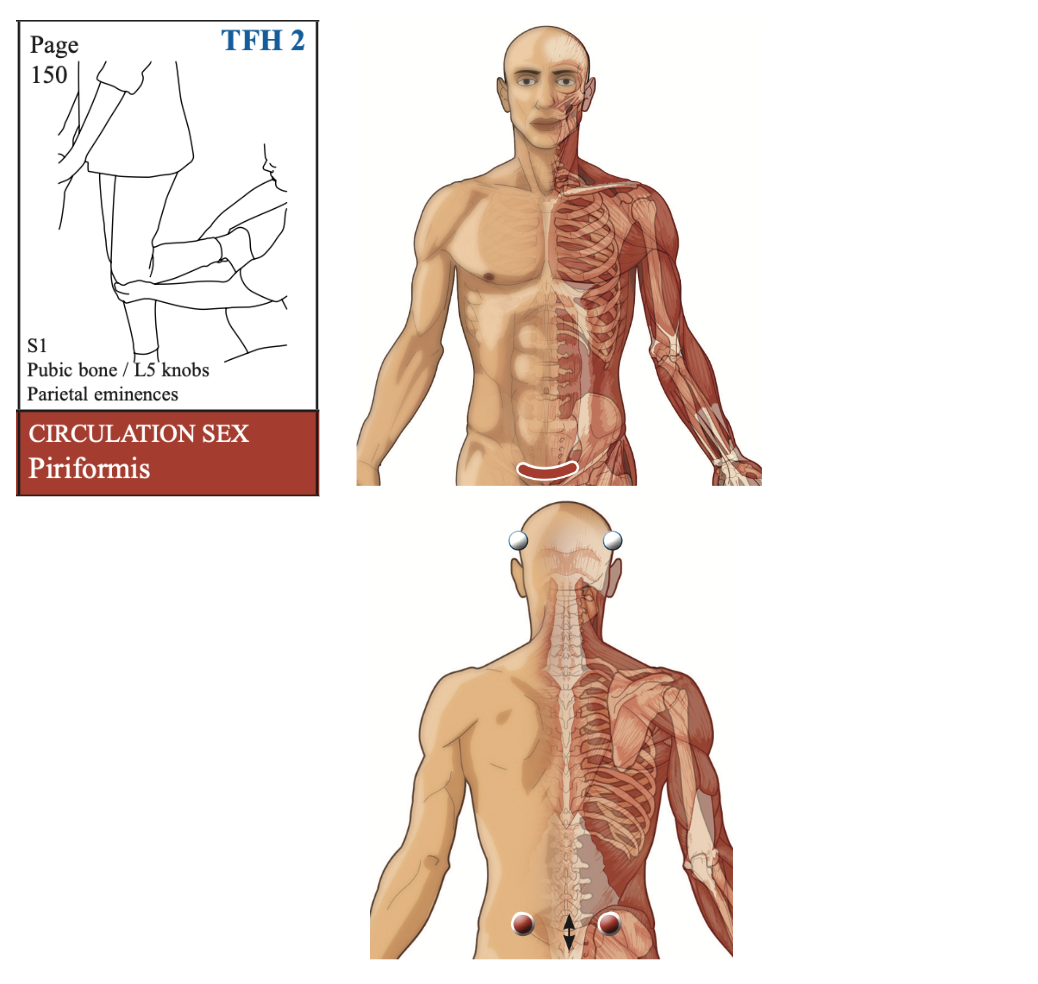 Page
150
TFH 2
S1
Pubic bone / L5 knobs
Parietal eminences
CIRCULATION SEX
Piriformis